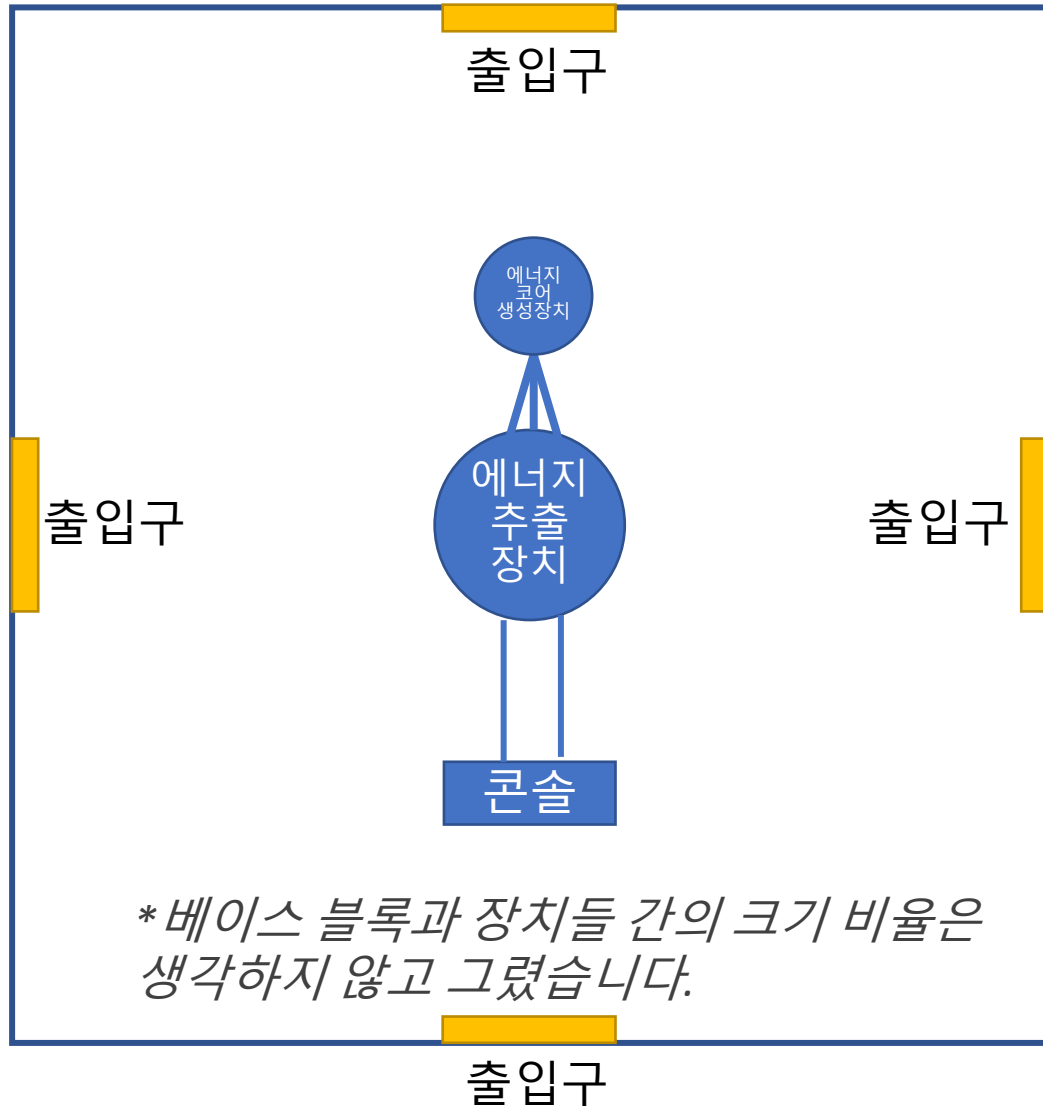 출입구
에너지
코어
생성장치
에너지
추출
장치
출입구
출입구
콘솔
*베이스 블록과 장치들 간의 크기 비율은
생각하지 않고 그렸습니다.
출입구